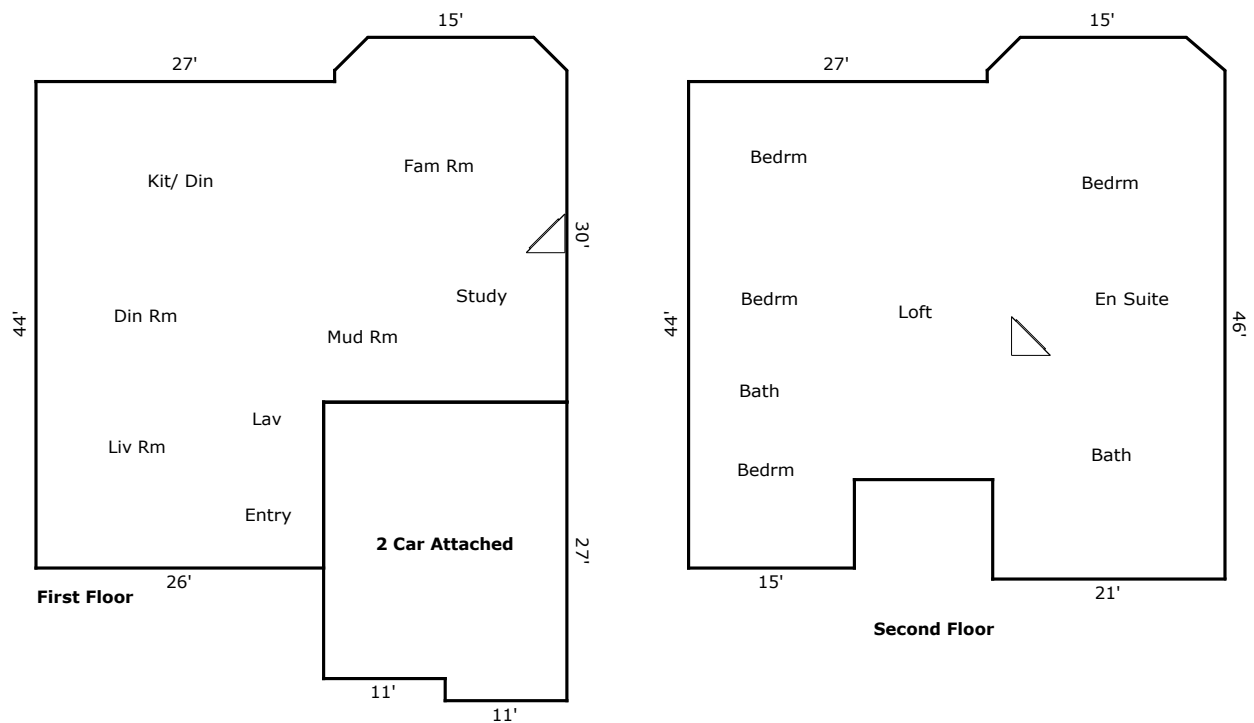 15'
27'
Fam Rm
Kit/ Din
30'
Study
Din Rm
44'
Mud Rm
Lav
Liv Rm
Entry
2 Car Attached
27'
26'
First Floor
11'
11'
15'
27'
Bedrm
Bedrm
Bedrm
En Suite
Loft
44'
46'
Bath
Bath
Bedrm
15'
21'
Second Floor